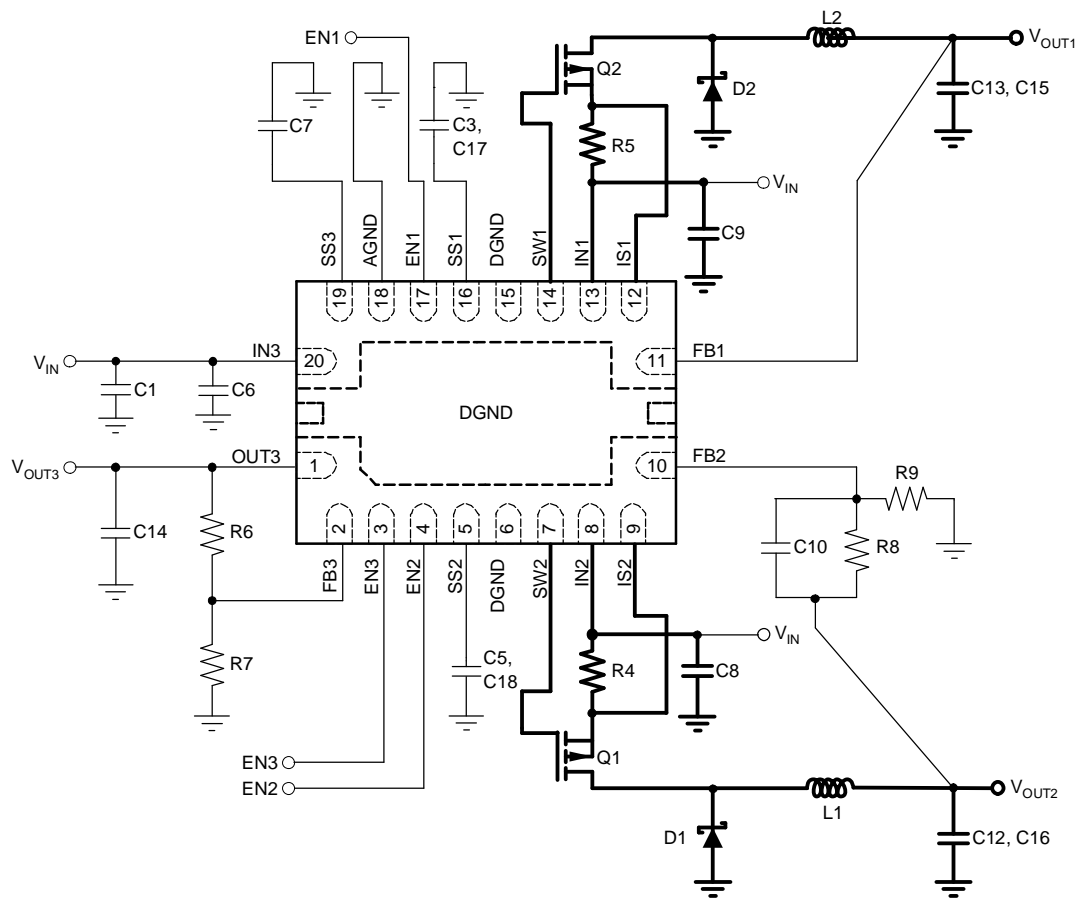 L2
EN1
VOUT1
Q2
D2
C13, C15
C7
C3,
C17
R5
VIN
C9
SS3
AGND
EN1
SS1
DGND
SW1
IN1
IS1
19
18
17
16
15
14
13
12
VIN
IN3
20
11
FB1
C1
C6
DGND
VOUT3
OUT3
1
10
FB2
R9
C14
R6
2
3
4
5
6
7
8
9
C10
R8
FB3
EN3
EN2
SS2
DGND
SW2
IN2
IS2
VIN
R7
C5,
C18
R4
C8
Q1
EN3
EN2
VOUT2
L1
D1
C12, C16